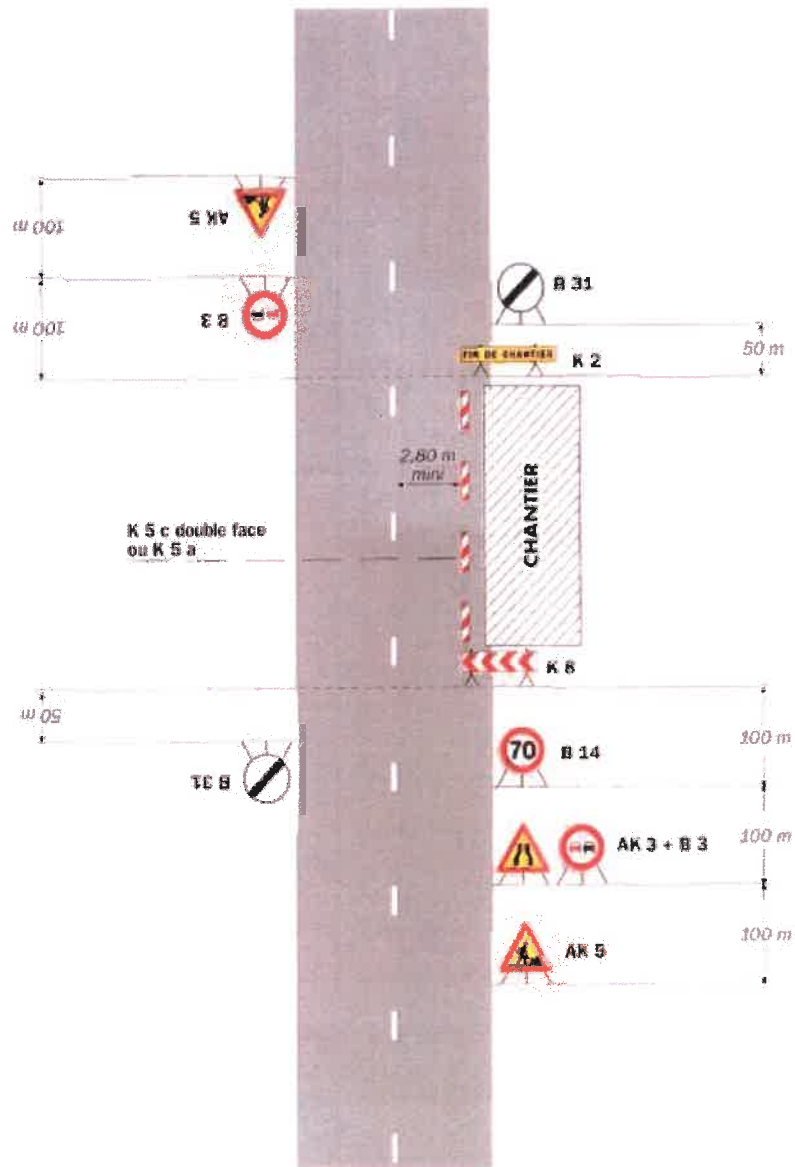 AK 5
100 m
B 3
100 m
B 31
FIN DE CHANTIER
K 2
50 m
2,80 m
mini
CHANTIER
K 5 c double face
ou K 5 a
K 8
50 m
B 31
70
B 14
100 m
AK 3 + B 3
100 m
AK 5
100 m